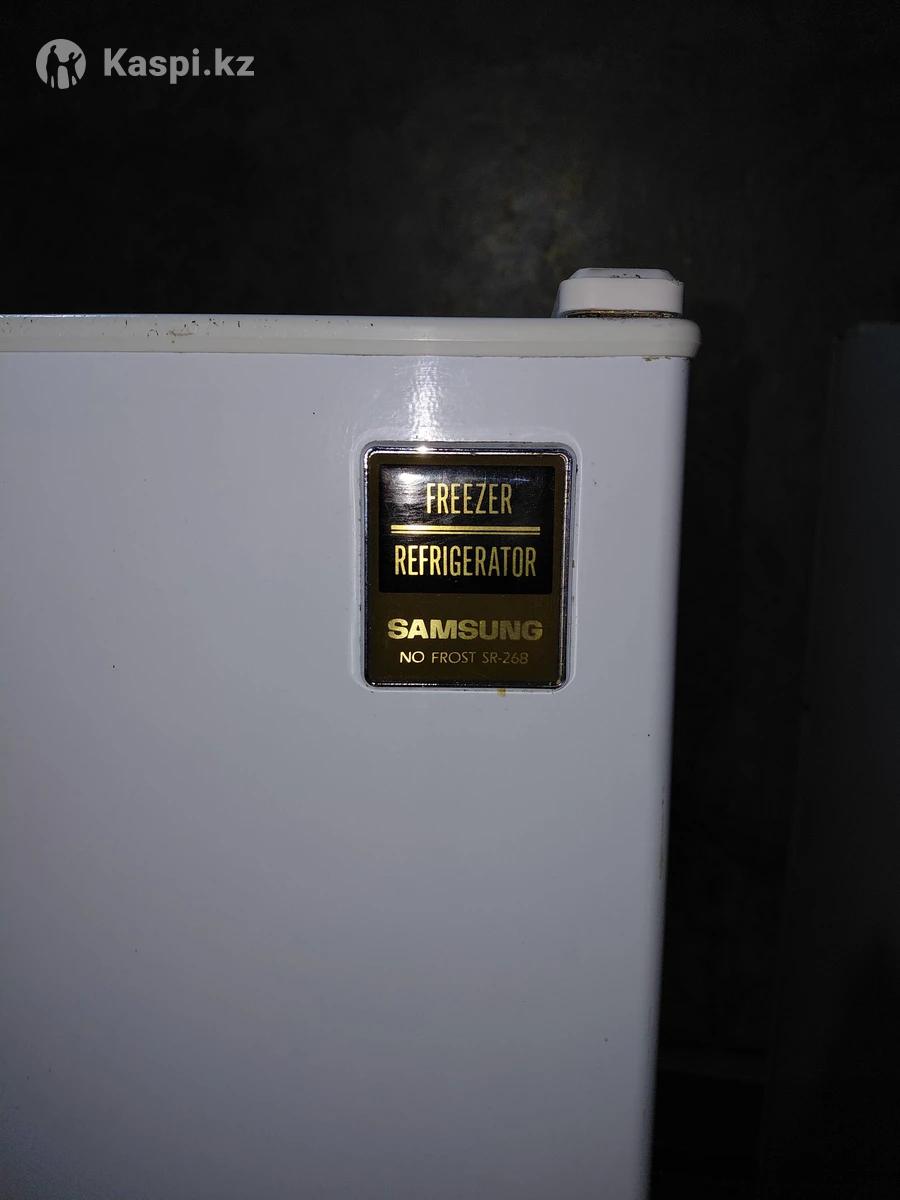 Kaspi.kz
FREEZER
REFRIGERATOR
SAMSUNG
NO FROST SR-268